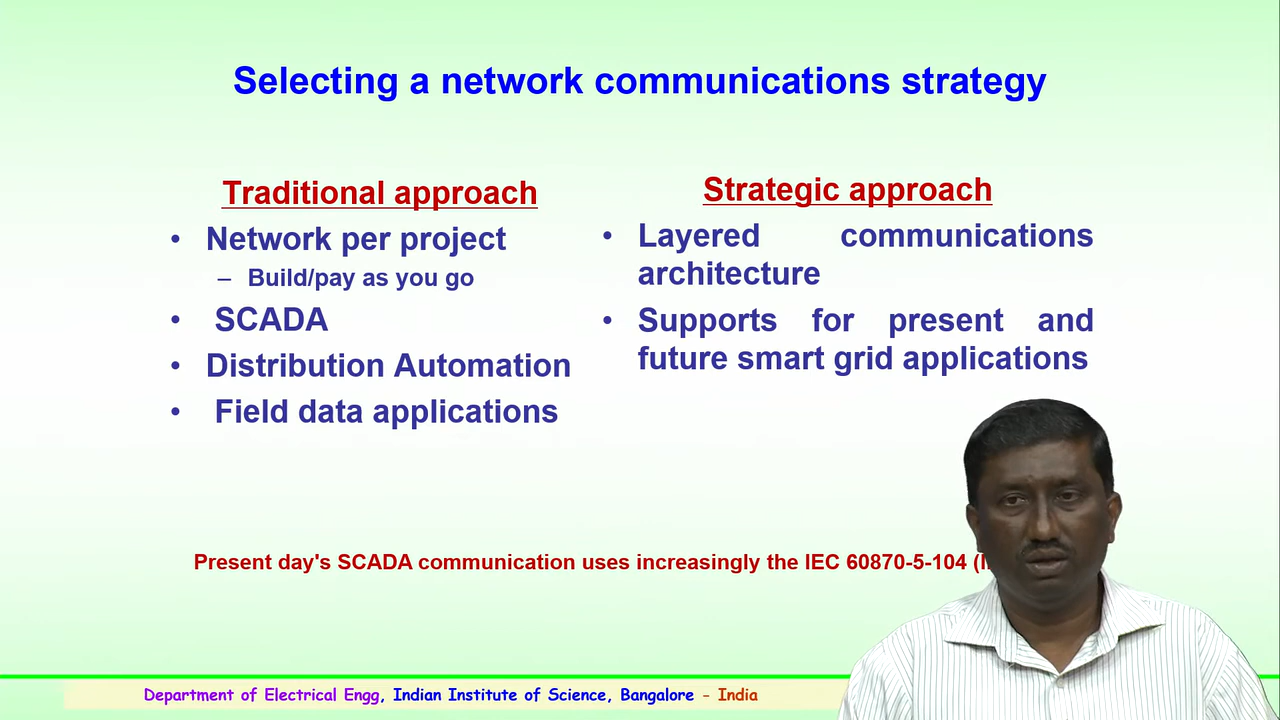 Selecting a network communications strategy
Traditional approach
• Network per project
– Build/pay as you go
• SCADA
• Distribution Automation
• Field data applications
Strategic approach
• Layered communications
architecture
• Supports for present and
future smart grid applications
Present day's SCADA communication uses increasingly the IEC 60870-5-104
Department of Electrical Engg, Indian Institute of Science, Bangalore - India